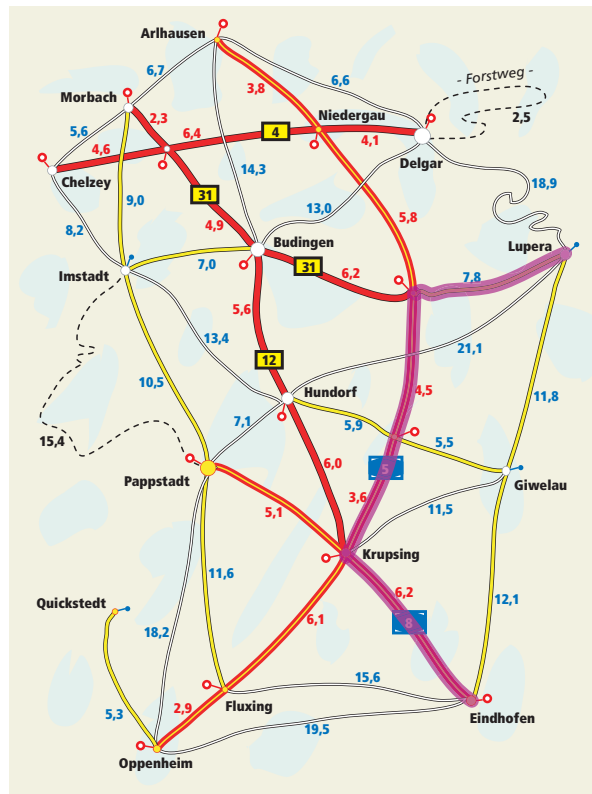 Arlhausen
6,7
6,6
- Forstweg -
3,8
Morbach
2,3
Niedergau
2,5
5,6
6,4
4
4,1
4,6
Delgar
Chelzey
14,3
18,9
31
9,0
13,0
8,2
4,9
5,8
Budingen
Lupera
7,0
31
6,2
7,8
Imstadt
5,6
13,4
21,1
12
10,5
Hundorf
4,5
11,8
7,1
5,9
15,4
5,5
6,0
5
Pappstadt
Giwelau
3,6
5,1
11,5
Krupsing
11,6
6,2
12,1
Quickstedt
6,1
8
18,2
15,6
5,3
2,9
Fluxing
Eindhofen
19,5
Oppenheim